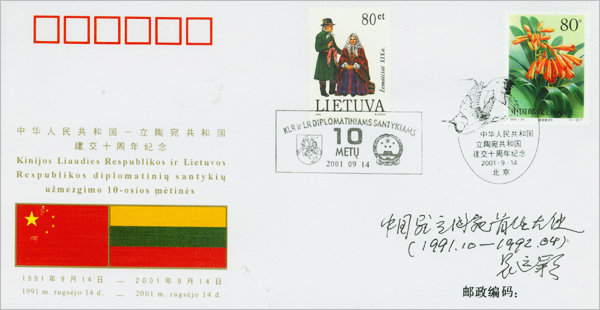 80ct
Žemaičiai XIX a.
LIETUVA
80分
中国邮政
KLR ir LR DIPLOMATINIAMS SANTYKIAMS
10
METŲ
2001 09 14
中华人民共和国
立陶宛共和国
建交十周年纪念
2001·9·14
北京
中华人民共和国－立陶宛共和国
建交十周年纪念
Kinijos Liaudies Respublikos ir Lietuvos
Respublikos diplomatinių santykių
užmezgimo 10-osios metinės
1991年9月14日 — 2001年9月14日
1991 m. rugsėjo 14 d. — 2001 m. rugsėjo 14 d.
中国驻立陶宛首任大使
(1991.10—1992.04)
邮政编码：